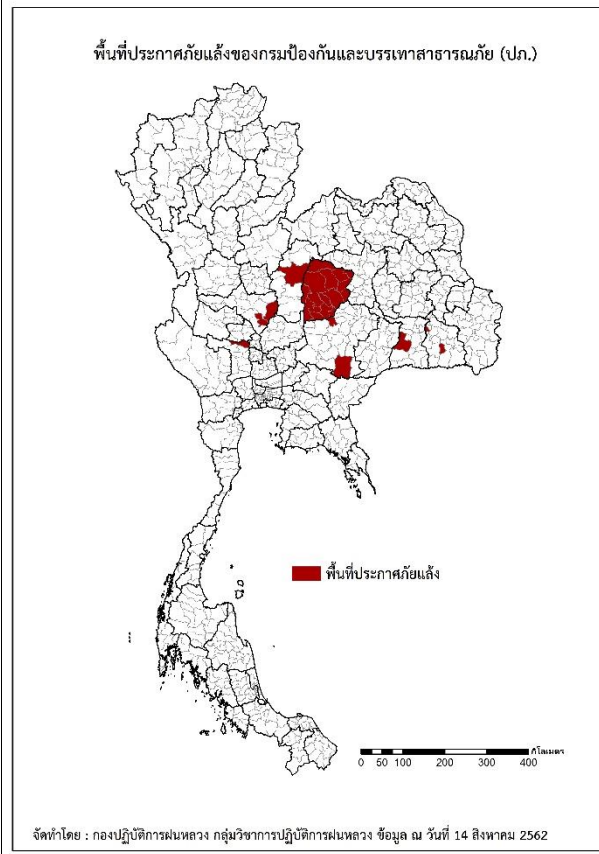 พื้นที่ประกาศภัยแล้งของกรมป้องกันและบรรเทาสาธารณภัย (ปภ.)
พื้นที่ประกาศภัยแล้ง
กิโลเมตร
0 50 100 200 300 400
จัดทำโดย : กองปฏิบัติการฝนหลวง กลุ่มวิชาการปฏิบัติการฝนหลวง ข้อมูล ณ วันที่ 14 สิงหาคม 2562